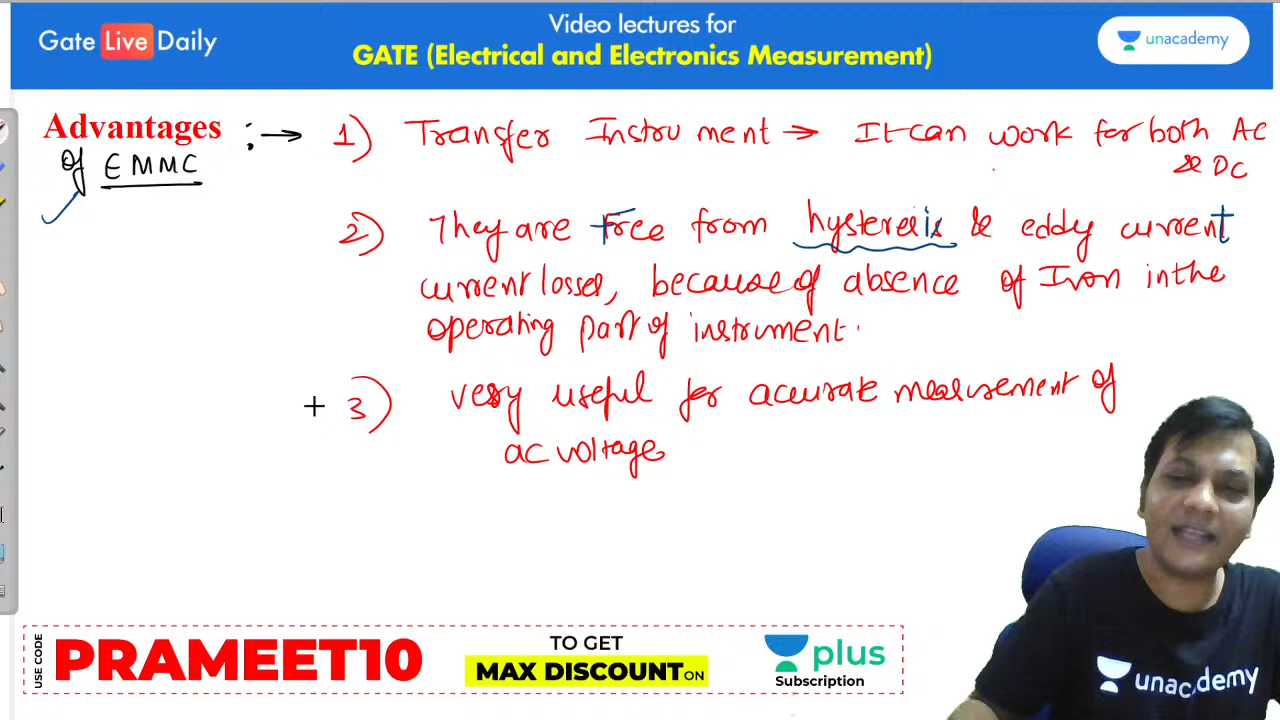 Gate Live Daily
Video lectures for
GATE (Electrical and Electronics Measurement)
unacademy
Advantages :→ 1) Transfer Instrument → It can work for both AC
of EMMC
& DC
2) They are Free from hysteresis & eddy current
current losses, because of absence of Iron in the
operating part of instrument.
+ 3) very useful for accurate measurement of
ac voltage
USE CODE
PRAMEET10
TO GET
MAX DISCOUNT ON
plus
Subscription
unacademy